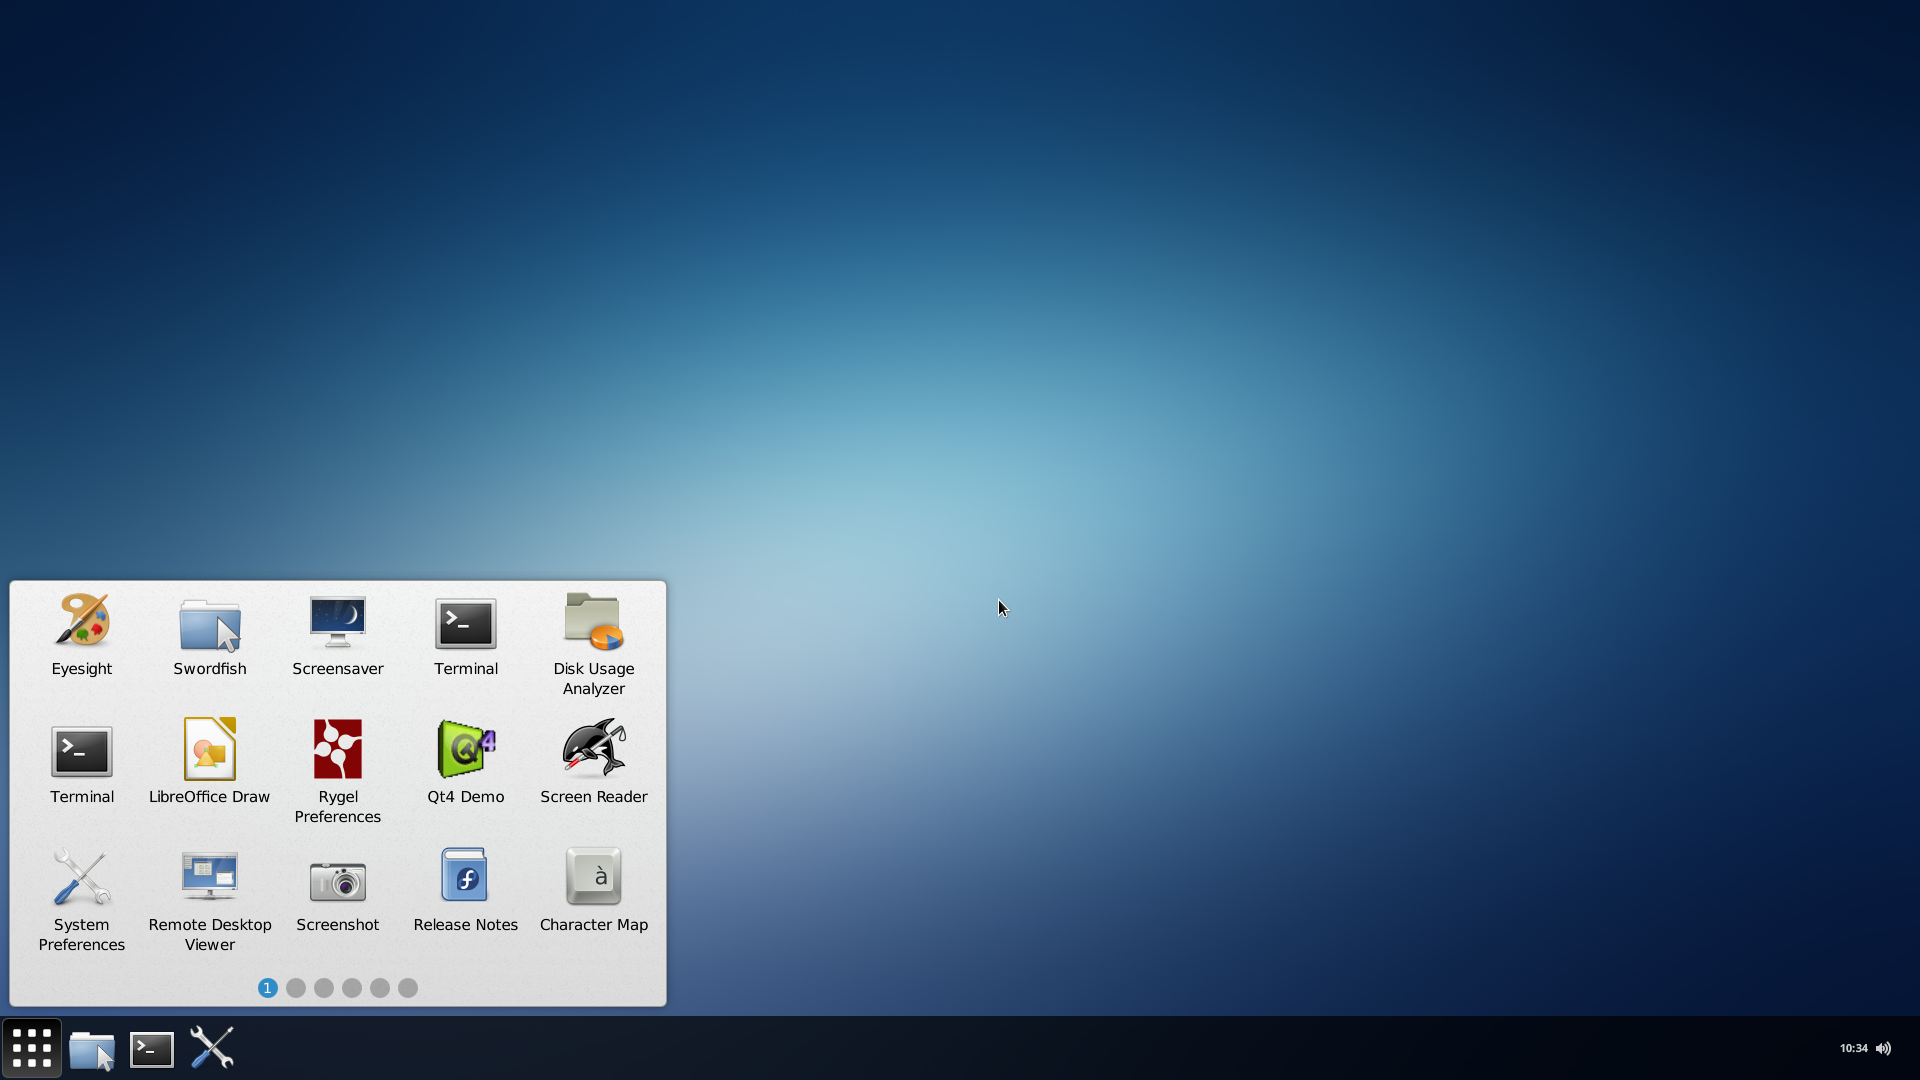 Eyesight
Swordfish
Screensaver
Terminal
Disk Usage
Analyzer
Terminal
LibreOffice Draw
Rygel
Preferences
Qt4 Demo
Screen Reader
System
Preferences
Remote Desktop
Viewer
Screenshot
Release Notes
à
Character Map
1
10:34